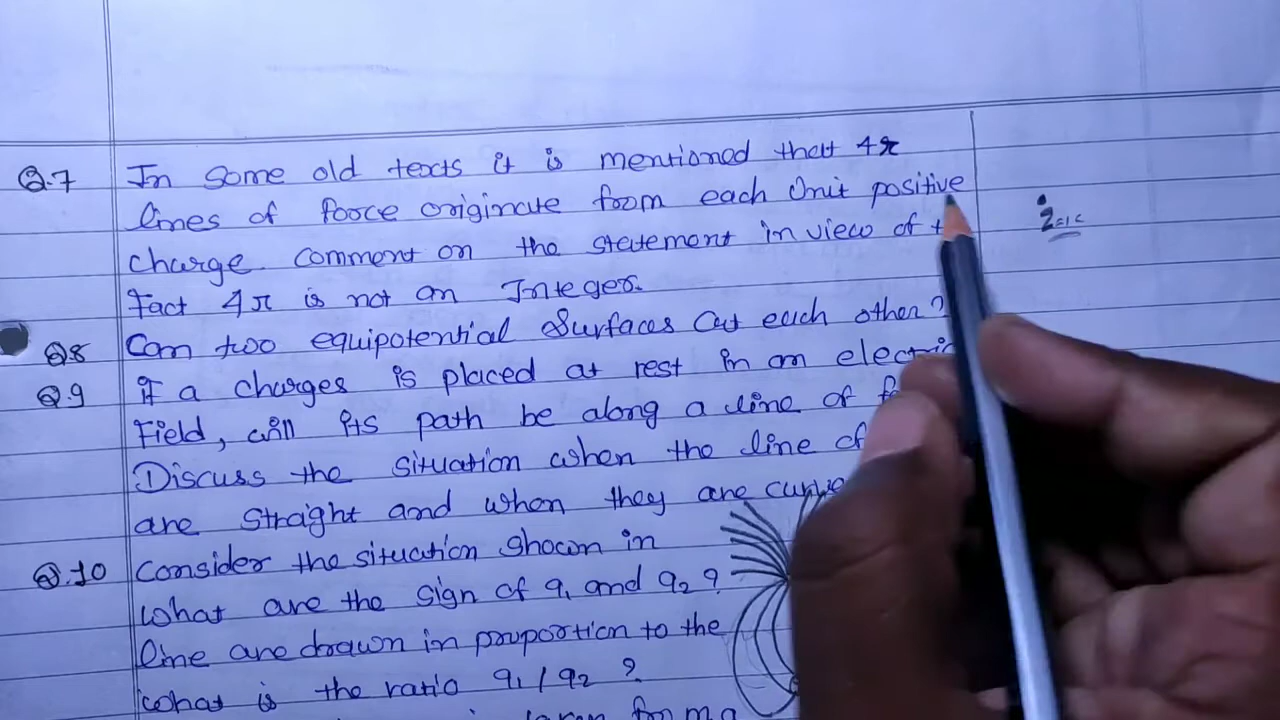 Q.7 In some old texts it is mentioned that 4π
lines of force originate from each Unit positive
charge. comment on the statement in view of
fact 4π is not an Integer.
Q8 Can two equipotential Surfaces Cut each other?
Q.9 if a charges is placed at rest in an electric
Field, will its path be along a line of
Discuss the situation when the line of
are straight and when they are curve
Q.10 Consider the situation shown in
What are the sign of q₁ and q₂?
line are drawn in proportion to the
What is the ratio q₁/q₂?